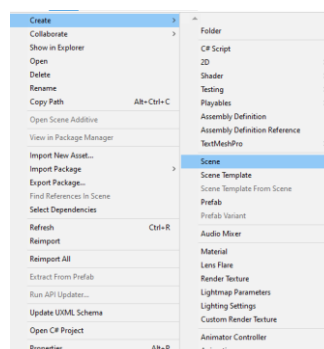 Create
Collaborate
Show in Explorer
Open
Delete
Rename
Copy Path Alt+Ctrl+C
Open Scene Additive
View in Package Manager
Import New Asset...
Import Package
Export Package...
Find References In Scene
Select Dependencies
Refresh Ctrl+R
Reimport
Reimport All
Extract From Prefab
Run API Updater...
Update UXML Schema
Open C# Project
Properties... Alt+P
Folder
C# Script
2D
Shader
Testing
Playables
Assembly Definition
Assembly Definition Reference
TextMeshPro
Scene
Scene Template
Scene Template From Scene
Prefab
Prefab Variant
Audio Mixer
Material
Lens Flare
Render Texture
Lightmap Parameters
Lighting Settings
Custom Render Texture
Animator Controller